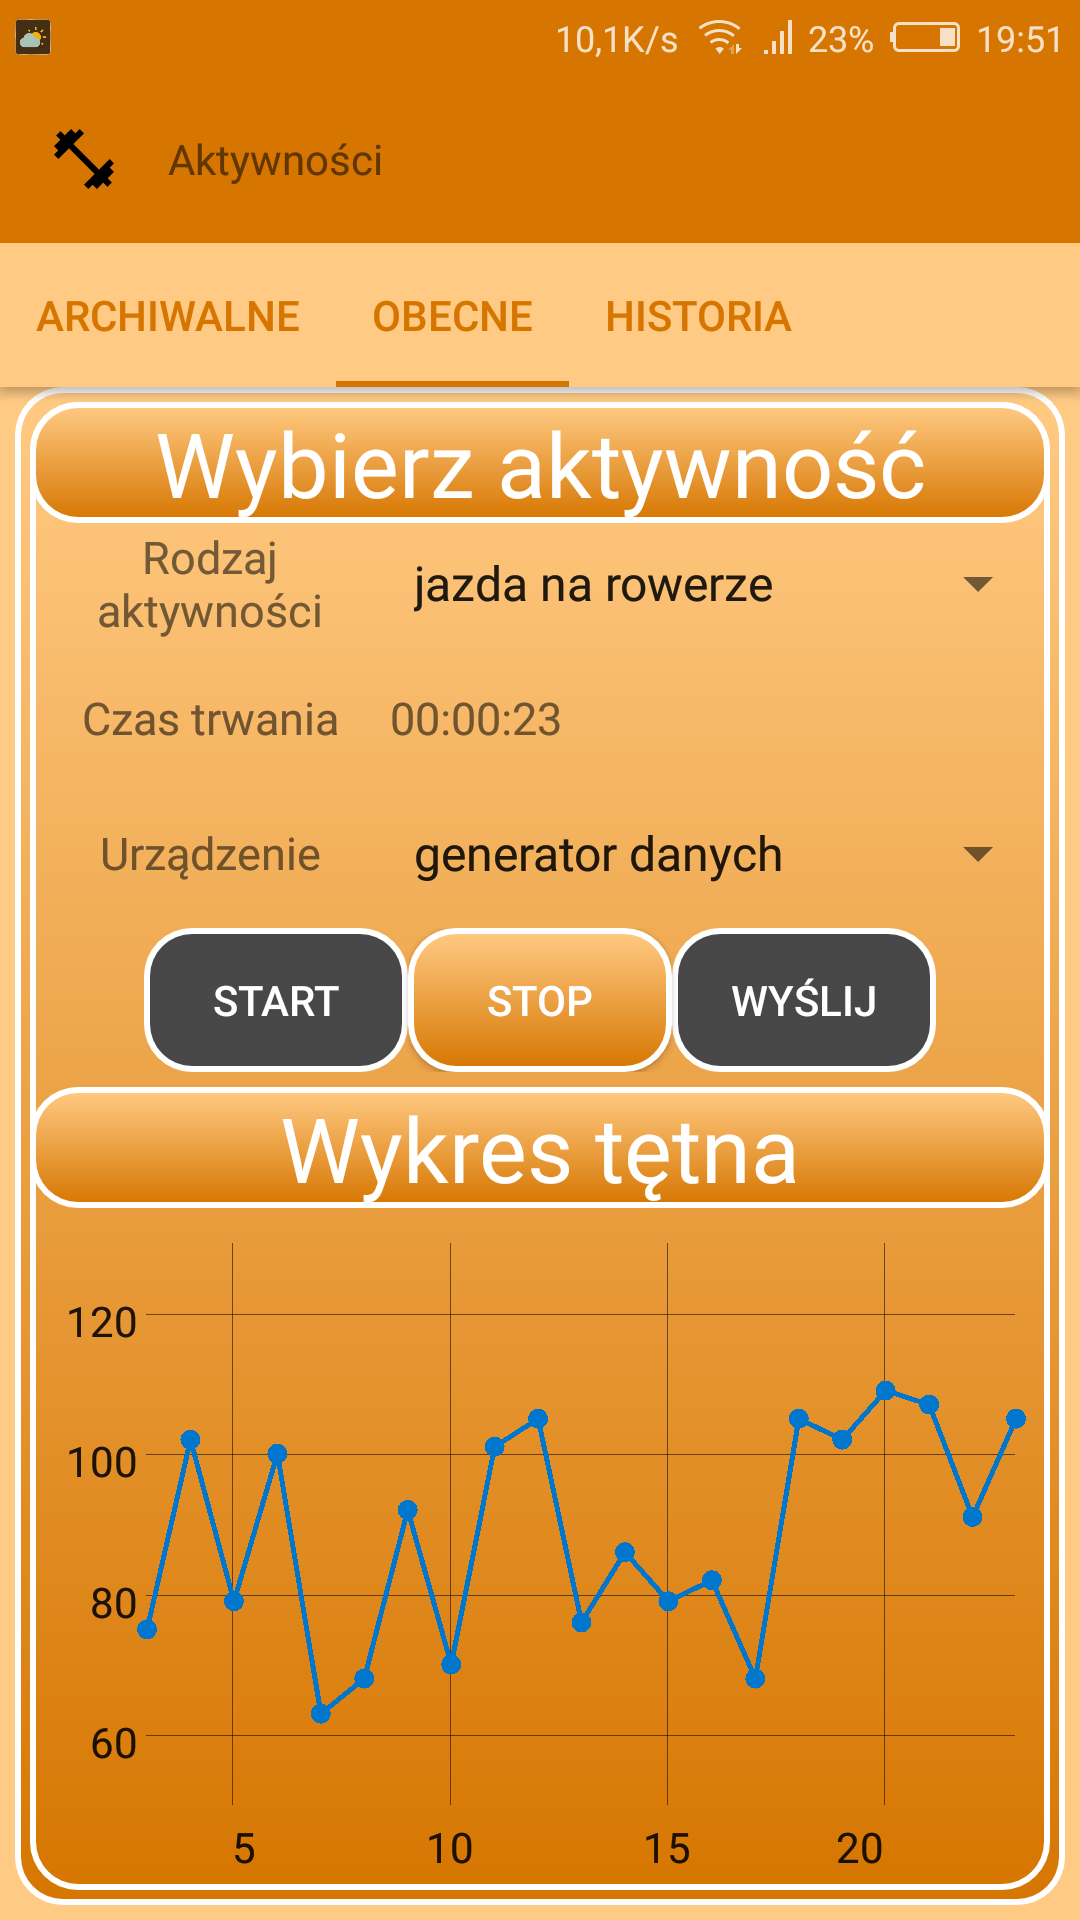 10,1K/s 23% 19:51
Aktywności
ARCHIWALNE OBECNE HISTORIA
Wybierz aktywność
Rodzaj
aktywności
jazda na rowerze
Czas trwania 00:00:23
Urządzenie generator danych
START STOP WYŚLIJ
Wykres tętna
120
100
80
60
5 10 15 20